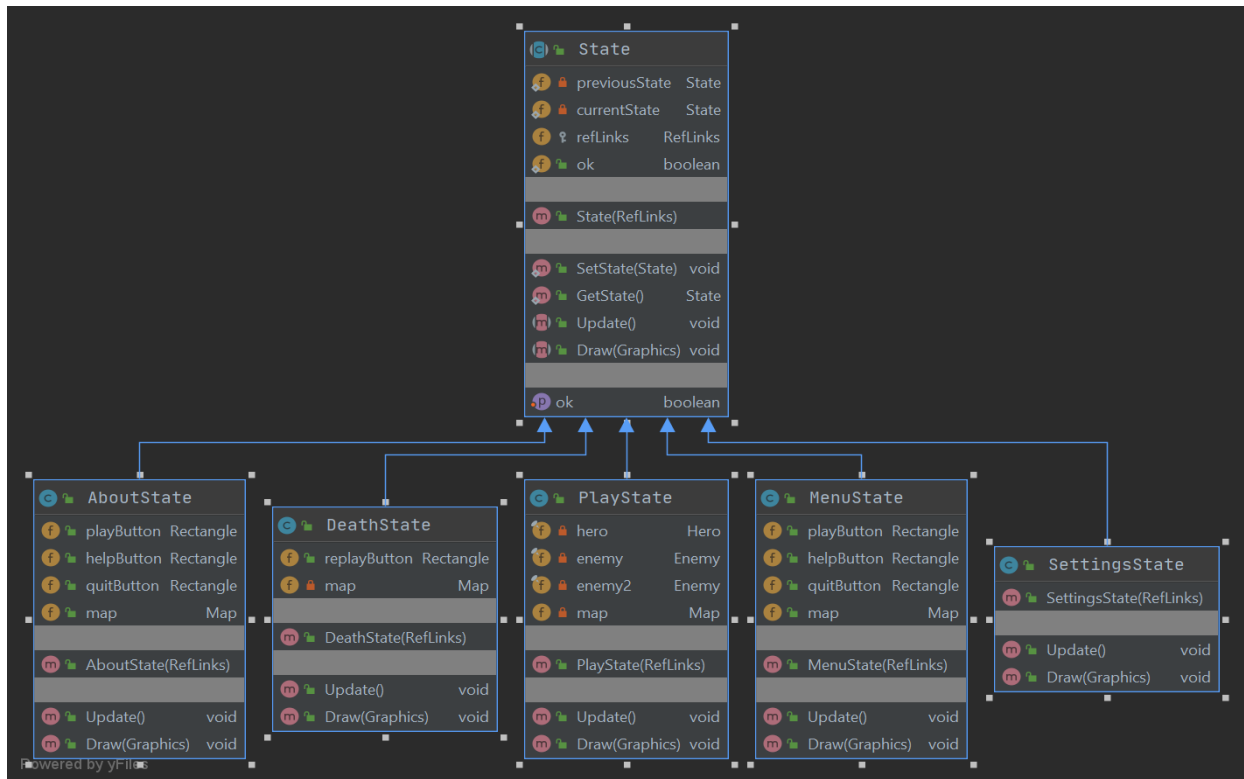 State
previousState State
currentState State
refLinks RefLinks
ok boolean
State(RefLinks)
SetState(State) void
GetState() State
Update() void
Draw(Graphics) void
ok boolean
AboutState
playButton Rectangle
helpButton Rectangle
quitButton Rectangle
map Map
AboutState(RefLinks)
Update() void
Draw(Graphics) void
DeathState
replayButton Rectangle
map Map
DeathState(RefLinks)
Update() void
Draw(Graphics) void
PlayState
hero Hero
enemy Enemy
enemy2 Enemy
map Map
PlayState(RefLinks)
Update() void
Draw(Graphics) void
MenuState
playButton Rectangle
helpButton Rectangle
quitButton Rectangle
map Map
MenuState(RefLinks)
Update() void
Draw(Graphics) void
SettingsState
SettingsState(RefLinks)
Update() void
Draw(Graphics) void
Powered by yFiles